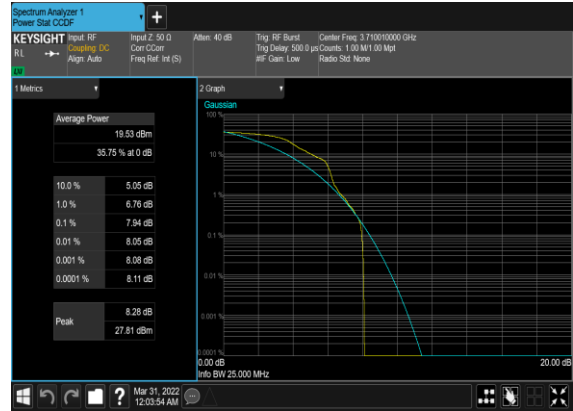 Spectrum Analyzer 1
Power Stat CCDF
KEYSIGHT
RL
LXI
Input: RF
Coupling: DC
Align: Auto
Input Z: 50 Ω
Corr CCorr
Freq Ref: Int (S)
Atten: 40 dB
Trig: RF Burst
Trig Delay: 500.0 µs
#IF Gain: Low
Center Freq: 3.710010000 GHz
Counts: 1.00 M/1.00 Mpt
Radio Std: None
1 Metrics
Average Power
19.53 dBm
35.75 % at 0 dB
10.0 % 5.05 dB
1.0 % 6.76 dB
0.1 % 7.94 dB
0.01 % 8.05 dB
0.001 % 8.08 dB
0.0001 % 8.11 dB
Peak
8.28 dB
27.81 dBm
2 Graph
Gaussian
100 %
10 %
1 %
0.1 %
0.01 %
0.001 %
0.0001 %
0.00 dB
20.00 dB
Info BW 25.000 MHz
?
Mar 31, 2022
12:03:54 AM